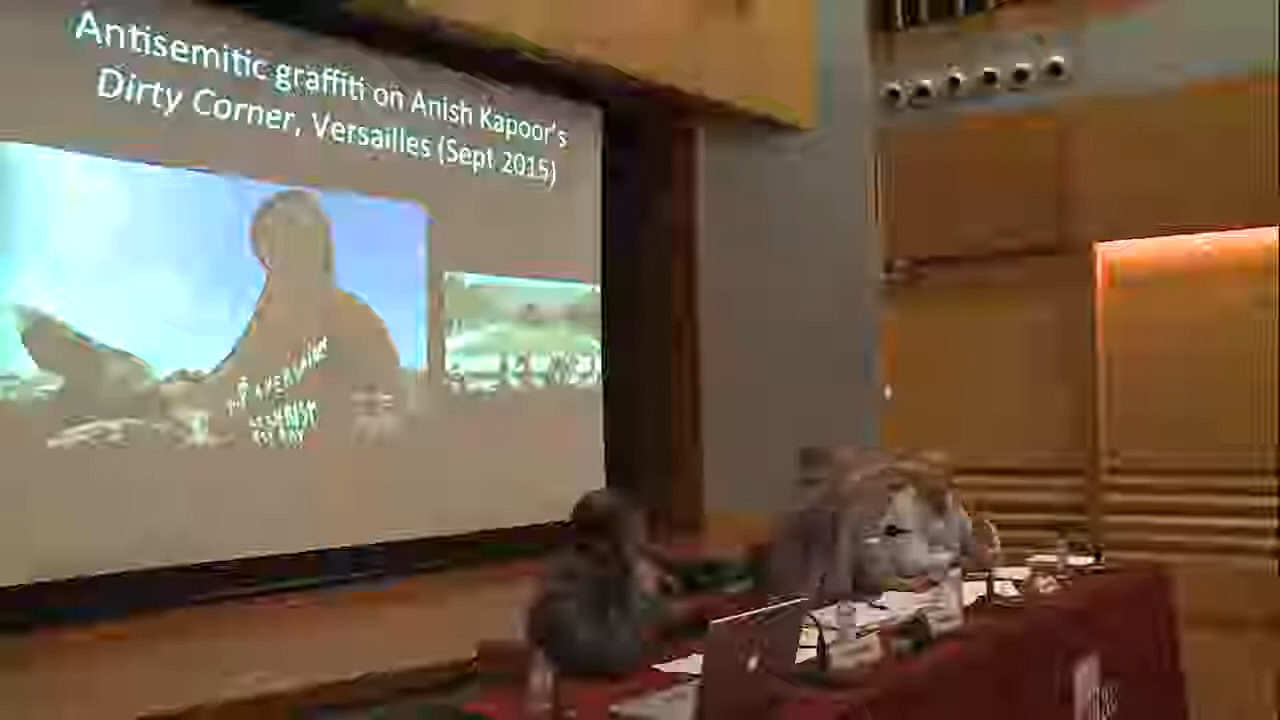 Antisemitic graffiti on Anish Kapoor's
Dirty Corner, Versailles (Sept 2015)